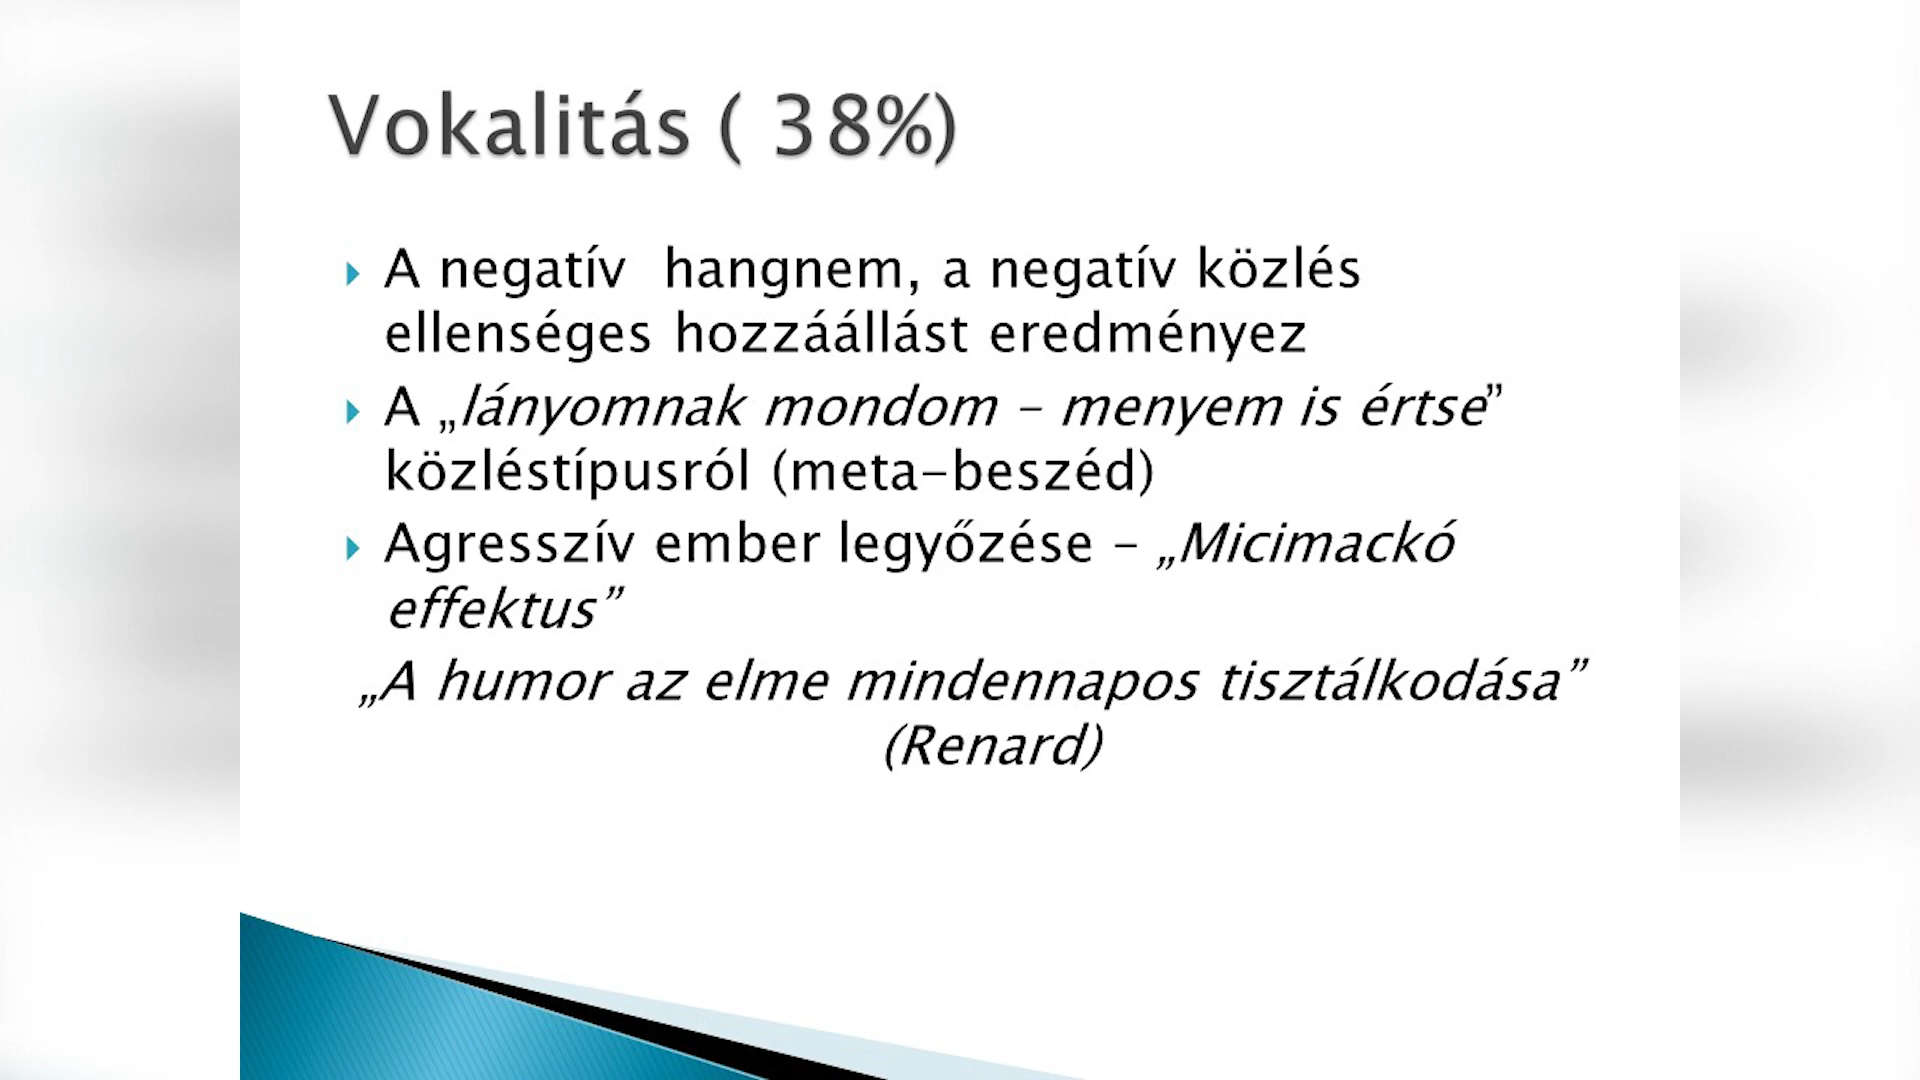 Vokalitás ( 38%)
A negatív  hangnem, a negatív közlés
ellenséges hozzáállást eredményez
A „lányomnak mondom – menyem is értse”
közléstípusról (meta-beszéd)
Agresszív ember legyőzése – „Micimackó
effektus”
„A humor az elme mindennapos tisztálkodása”
(Renard)